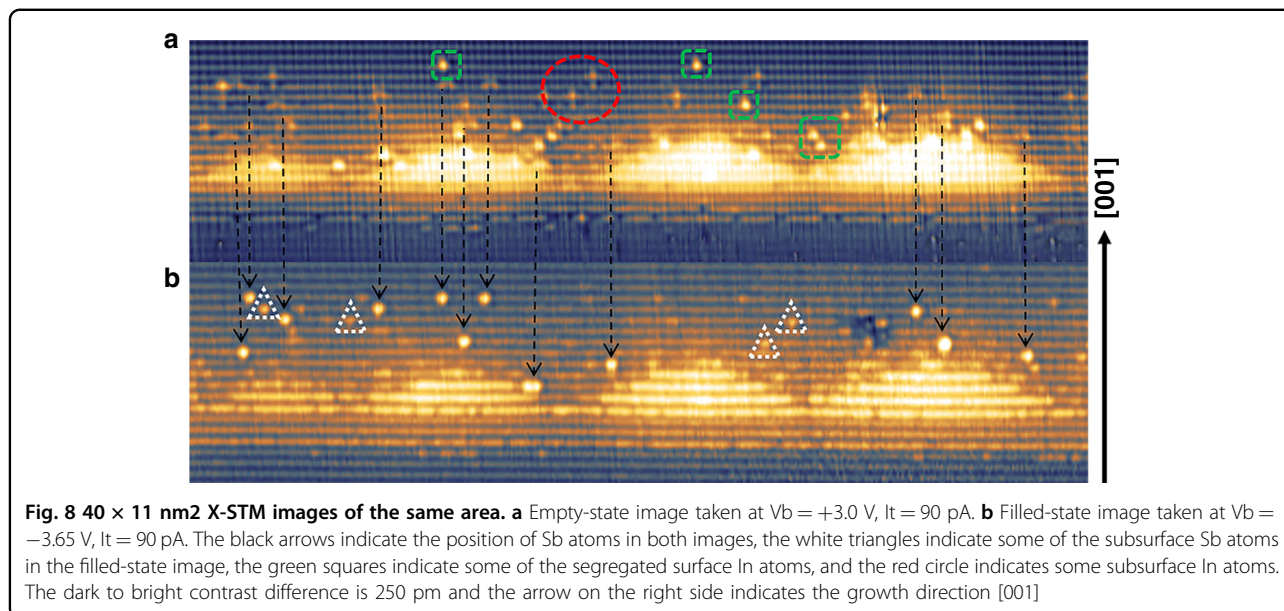 a
b
[001]
Fig. 8 40 × 11 nm2 X-STM images of the same area. a Empty-state image taken at Vb = +3.0 V, It = 90 pA. b Filled-state image taken at Vb =
−3.65 V, It = 90 pA. The black arrows indicate the position of Sb atoms in both images, the white triangles indicate some of the subsurface Sb atoms
in the filled-state image, the green squares indicate some of the segregated surface In atoms, and the red circle indicates some subsurface In atoms.
The dark to bright contrast difference is 250 pm and the arrow on the right side indicates the growth direction [001]